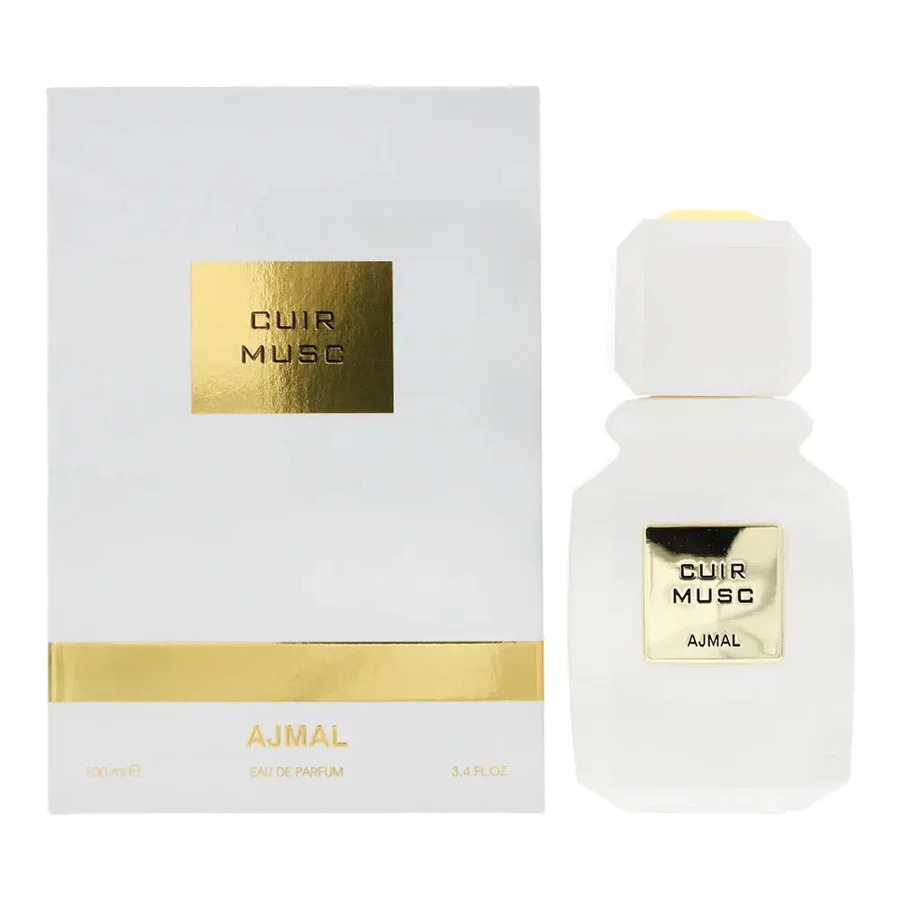 CUIR
MUSC
AJMAL
100 ml ℮
EAU DE PARFUM
3.4 FL.OZ
CUIR
MUSC
AJMAL